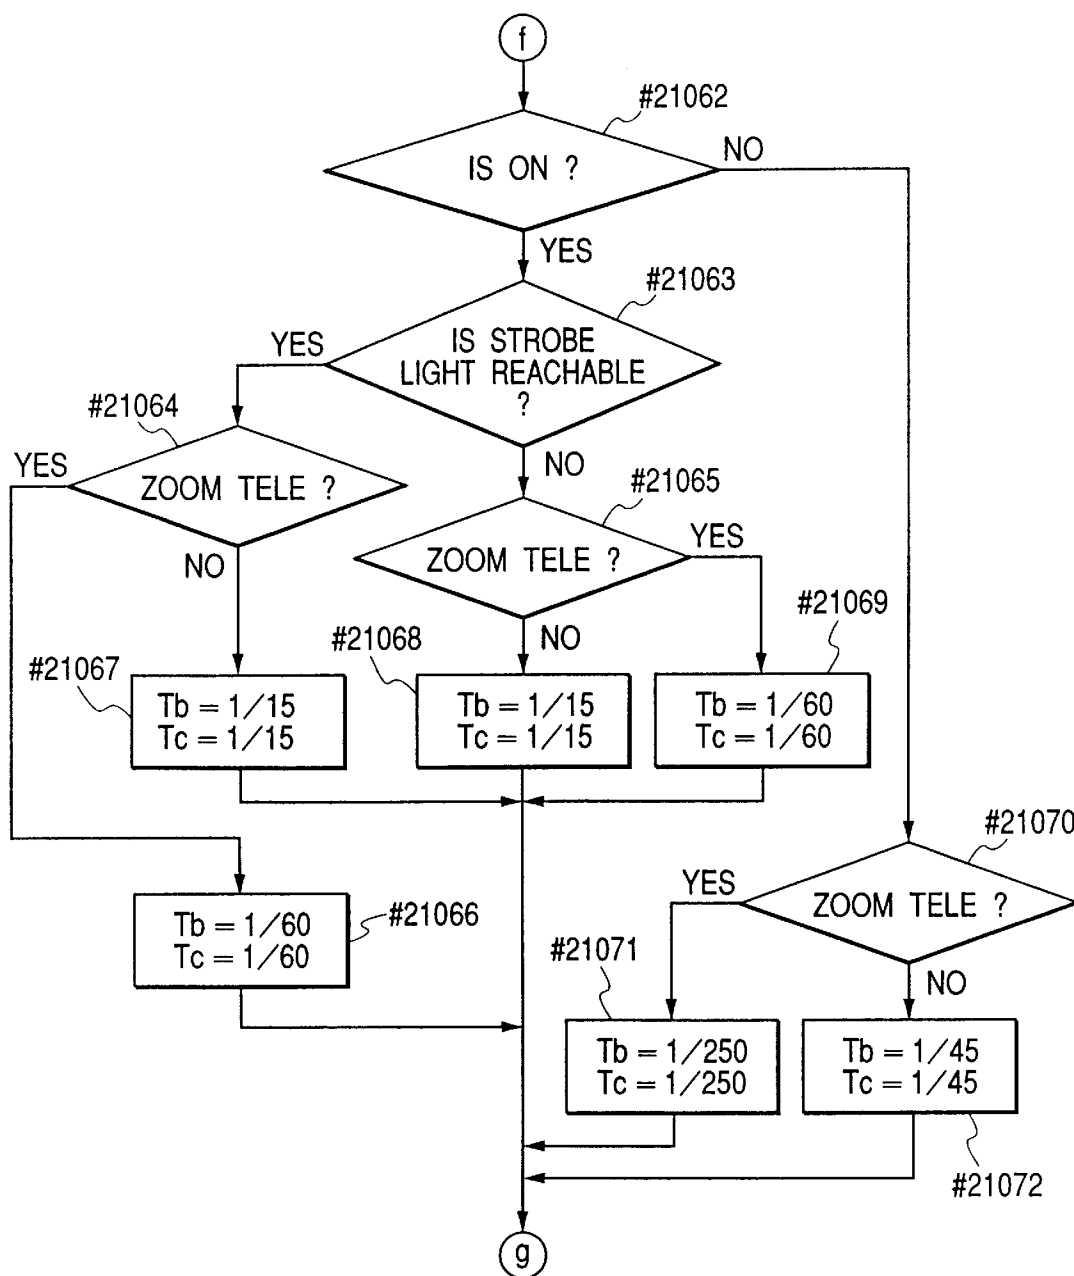 f
#21062
IS ON ?
NO
YES
#21063
IS STROBE
LIGHT REACHABLE
?
YES
NO
#21064
ZOOM TELE ?
YES
NO
#21065
ZOOM TELE ?
YES
NO
#21067
Tb = 1/15
Tc = 1/15
#21068
Tb = 1/15
Tc = 1/15
#21069
Tb = 1/60
Tc = 1/60
#21066
Tb = 1/60
Tc = 1/60
#21070
ZOOM TELE ?
YES
NO
#21071
Tb = 1/250
Tc = 1/250
Tb = 1/45
Tc = 1/45
#21072
g